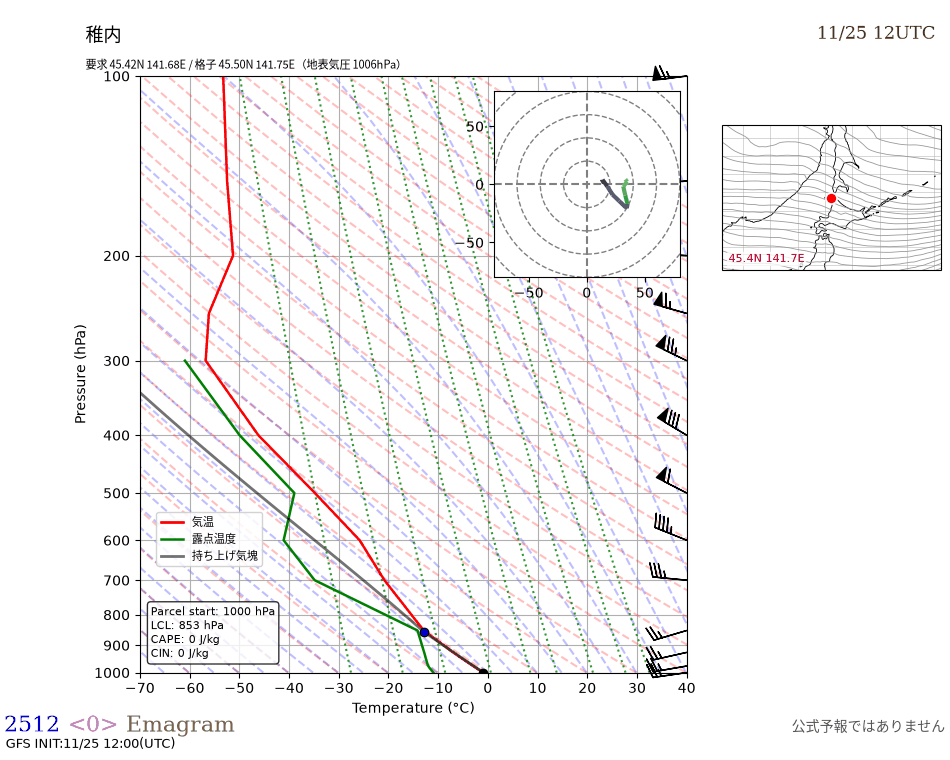 稚内
11/25 12UTC
要求 45.42N 141.68E / 格子 45.50N 141.75E（地表気圧 1006hPa）
100
200
300
400
500
600
700
800
900
1000
Pressure (hPa)
50
0
−50
−50 0 50
45.4N 141.7E
気温
露点温度
持ち上げ気塊
Parcel start: 1000 hPa
LCL: 853 hPa
CAPE: 0 J/kg
CIN: 0 J/kg
−70 −60 −50 −40 −30 −20 −10 0 10 20 30 40
Temperature (°C)
2512 <0> Emagram
公式予報ではありません
GFS INIT:11/25 12:00(UTC)